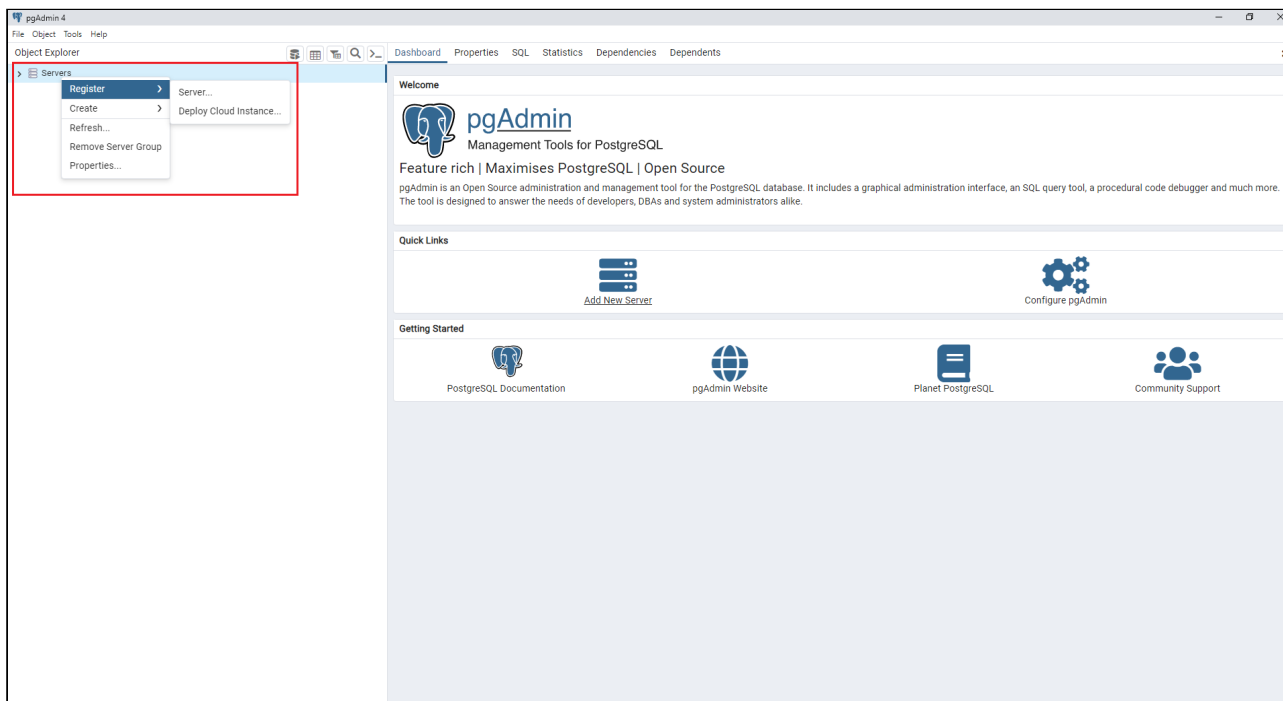 pgAdmin 4
File Object Tools Help
Object Explorer
Dashboard Properties SQL Statistics Dependencies Dependents
Servers
Register
Server...
Create
Deploy Cloud Instance...
Refresh...
Remove Server Group
Properties...
Welcome
pgAdmin
Management Tools for PostgreSQL
Feature rich | Maximises PostgreSQL | Open Source
pgAdmin is an Open Source administration and management tool for the PostgreSQL database. It includes a graphical administration interface, an SQL query tool, a procedural code debugger and much more.
The tool is designed to answer the needs of developers, DBAs and system administrators alike.
Quick Links
Add New Server
Configure pgAdmin
Getting Started
PostgreSQL Documentation
pgAdmin Website
Planet PostgreSQL
Community Support